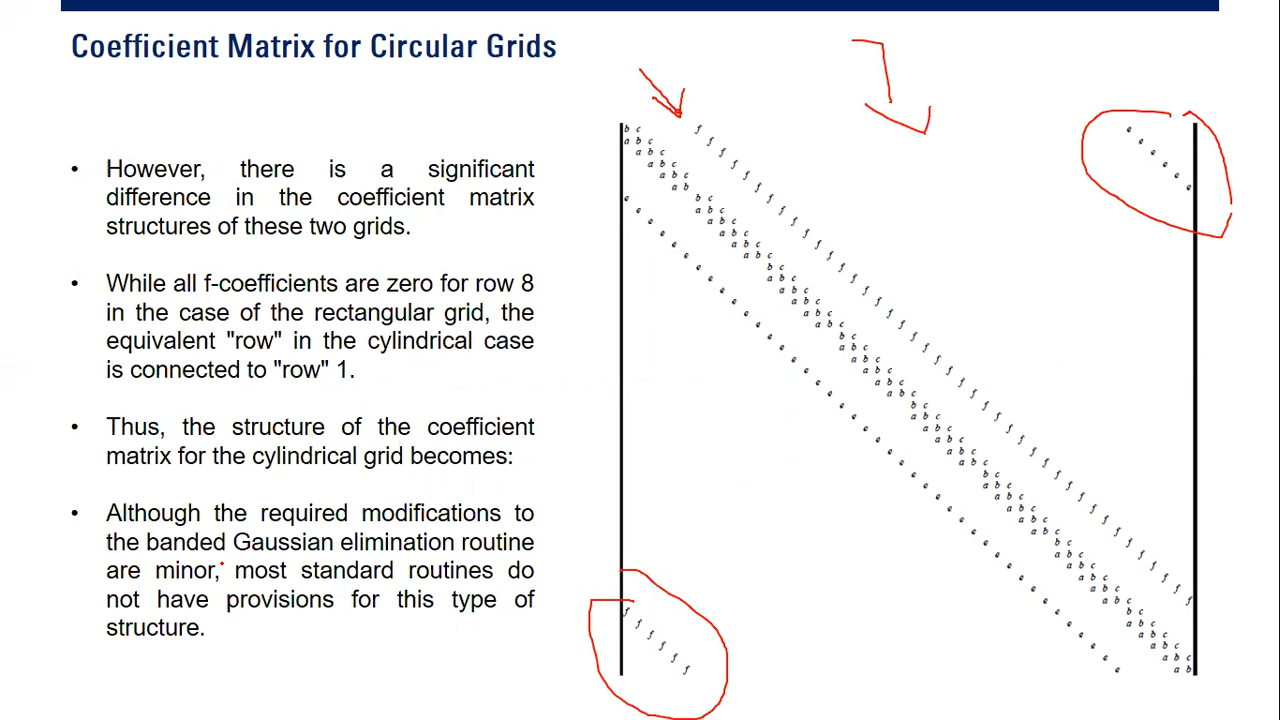 Coefficient Matrix for Circular Grids
• However, there is a significant
difference in the coefficient matrix
structures of these two grids.
• While all f-coefficients are zero for row 8
in the case of the rectangular grid, the
equivalent "row" in the cylindrical case
is connected to "row" 1.
• Thus, the structure of the coefficient
matrix for the cylindrical grid becomes:
• Although the required modifications to
the banded Gaussian elimination routine
are minor, most standard routines do
not have provisions for this type of
structure.
b c f e
a b c f e
a b c f e
a b c f e
a b c f e
a b f e
e b c f
e a b c f
e a b c f
e a b c f
e a b c f
e a b f
e b c f
e a b c f
e a b c f
e a b c f
e a b c f
e a b f
e b c f
e a b c f
e a b c f
e a b c f
e a b c f
e a b f
e b c f
e a b c f
e a b c f
e a b c f
e a b c f
e a b f
e b c f
e a b c f
e a b c f
e a b c f
e a b c f
e a b f
e b c f
e a b c f
e a b c f
e a b c f
e a b c f
e a b f
f e b c
f e a b c
f e a b c
f e a b c
f e a b c
f e a b